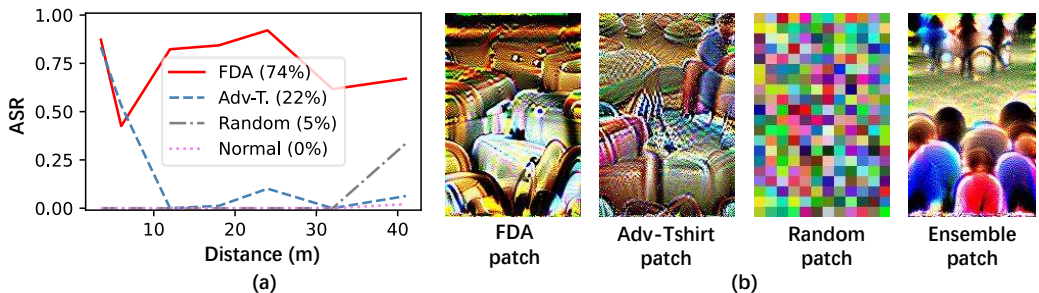 1.00
0.75
0.50
0.25
0.00
ASR
FDA (74%)
Adv-T. (22%)
Random (5%)
Normal (0%)
10 20 30 40
Distance (m)
(a)
FDA
patch
Adv-Tshirt
patch
Random
patch
Ensemble
patch
(b)